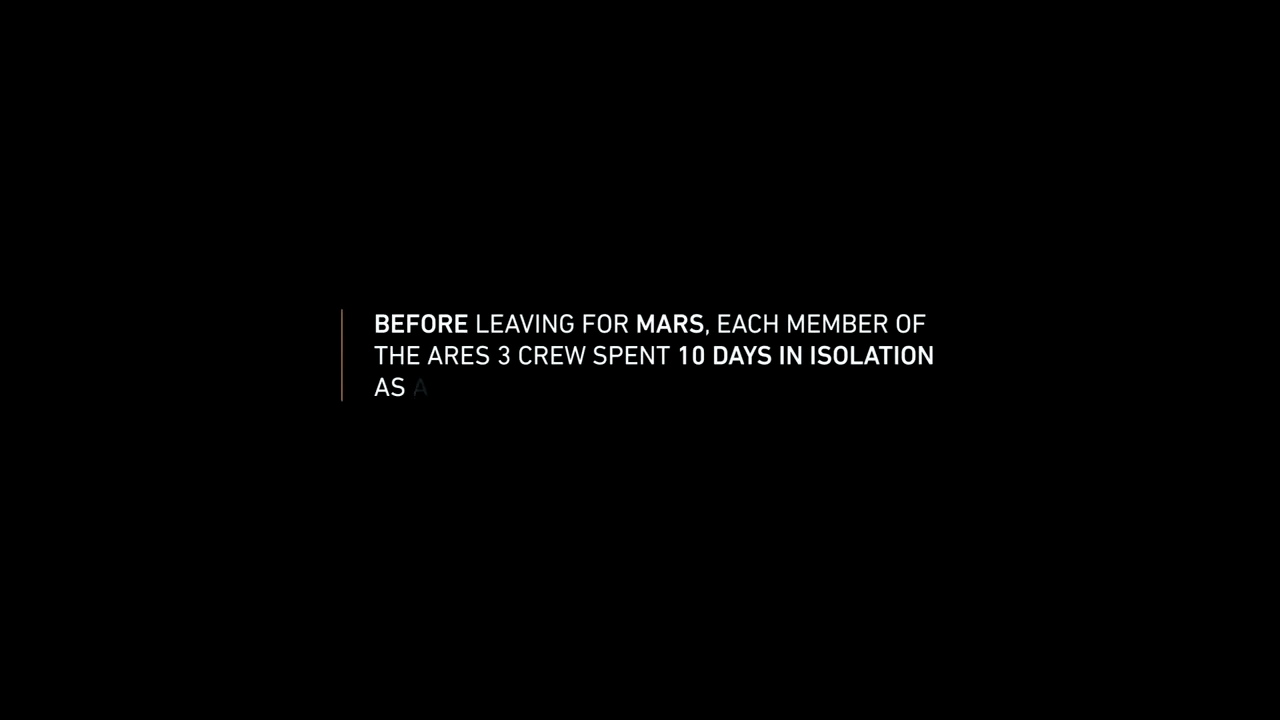 BEFORE LEAVING FOR MARS, EACH MEMBER OF
THE ARES 3 CREW SPENT 10 DAYS IN ISOLATION
AS A